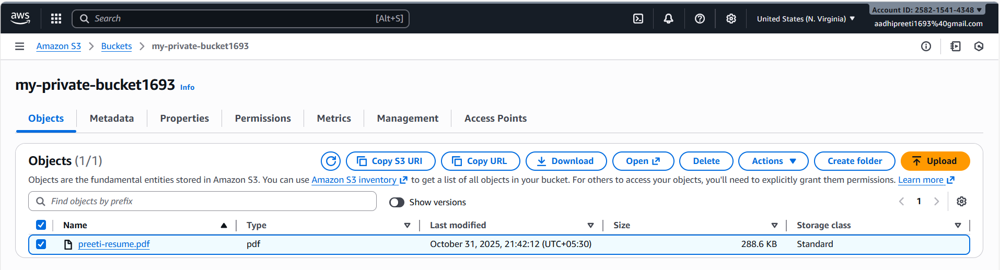 aws Search [Alt+S] United States (N. Virginia) Account ID: 2582-1541-4348
aadhipreeti1693%40gmail.com
Amazon S3 Buckets my-private-bucket1693
my-private-bucket1693 Info
Objects Metadata Properties Permissions Metrics Management Access Points
Objects (1/1) Copy S3 URI Copy URL Download Open Delete Actions Create folder Upload
Objects are the fundamental entities stored in Amazon S3. You can use Amazon S3 inventory to get a list of all objects in your bucket. For others to access your objects, you'll need to explicitly grant them permissions. Learn more
Find objects by prefix Show versions 1
Name Type Last modified Size Storage class
preeti-resume.pdf pdf October 31, 2025, 21:42:12 (UTC+05:30) 288.6 KB Standard